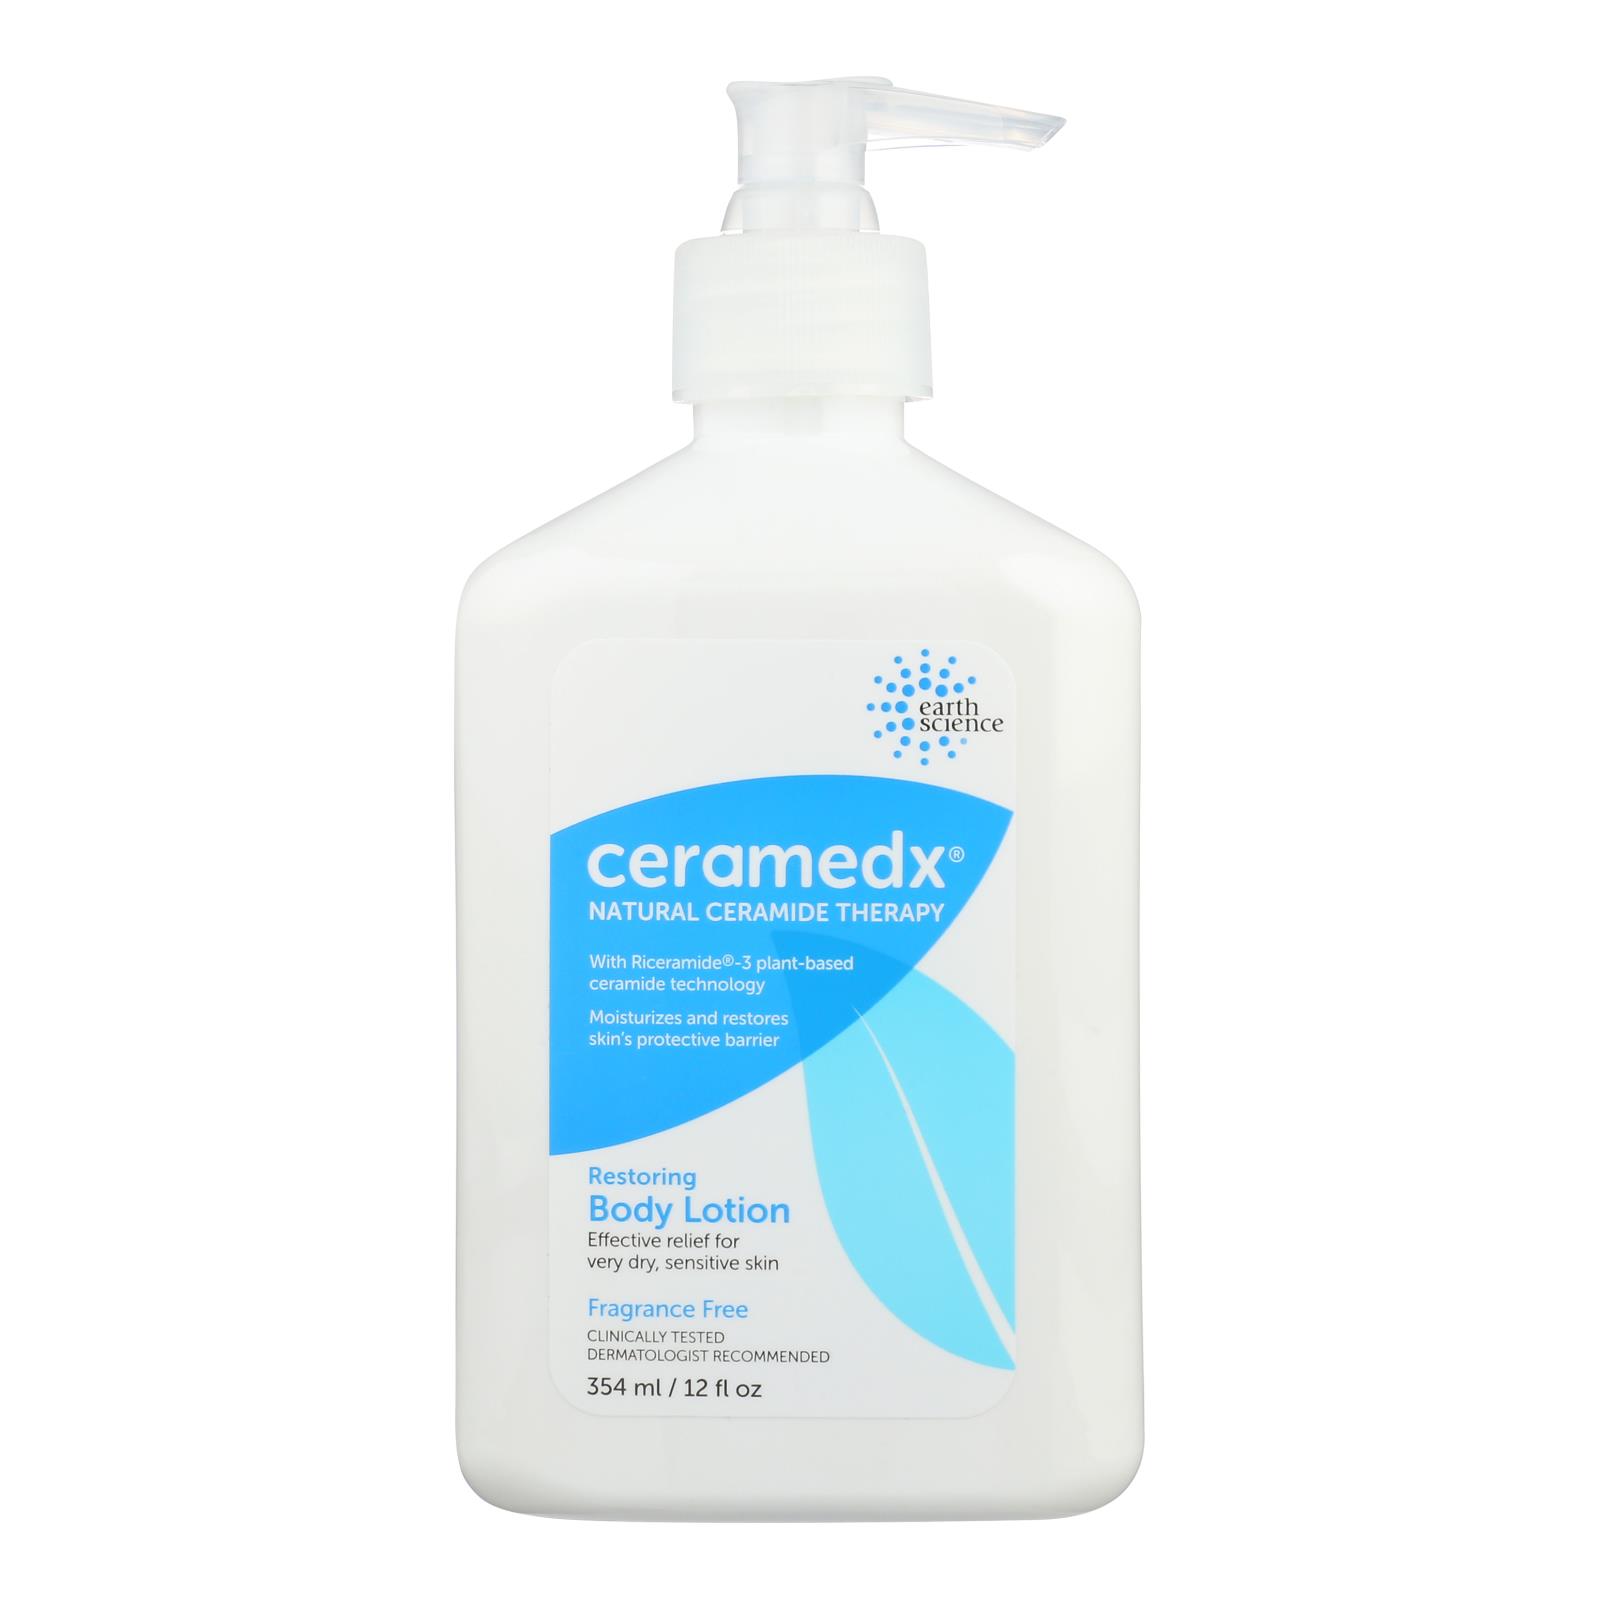 earth
science
ceramedx®
NATURAL CERAMIDE THERAPY
With Riceramide®-3 plant-based
ceramide technology
Moisturizes and restores
skin's protective barrier
Restoring
Body Lotion
Effective relief for
very dry, sensitive skin
Fragrance Free
CLINICALLY TESTED
DERMATOLOGIST RECOMMENDED
354 ml / 12 fl oz